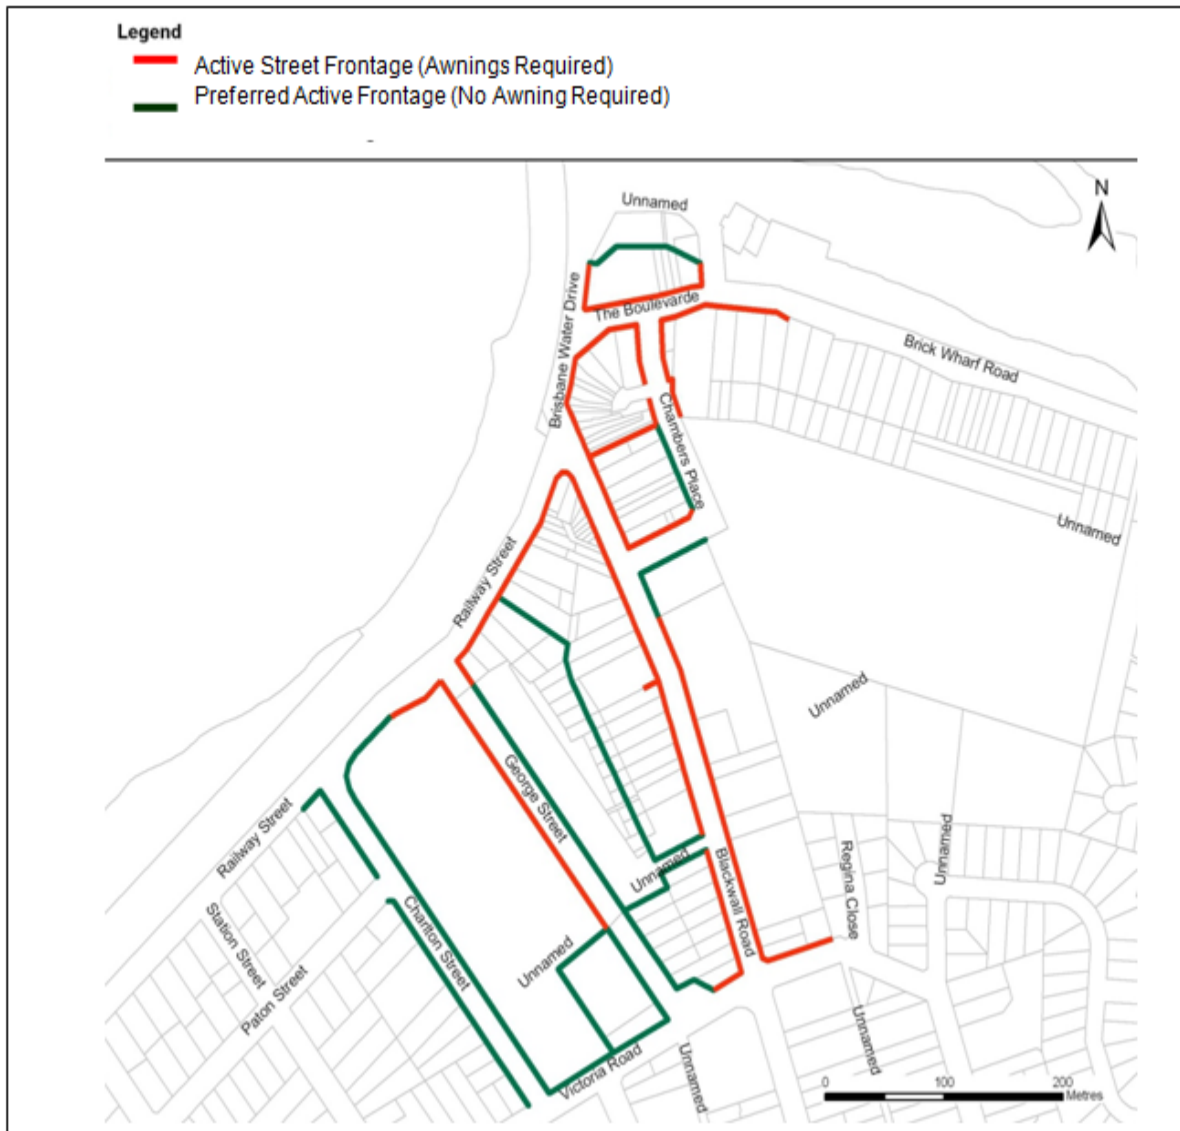 Legend
Active Street Frontage (Awnings Required)
Preferred Active Frontage (No Awning Required)
-
N
Unnamed
Brisbane Water Drive
The Boulevarde
Brick Wharf Road
Chambers Place
Unnamed
Railway Street
Unnamed
George Street
Railway Street
Unnamed
Blackwall Road
Regina Close
Unnamed
Station Street
Charlton Street
Unnamed
Paton Street
Victoria Road
Unnamed
Unnamed
0 100 200
Metres